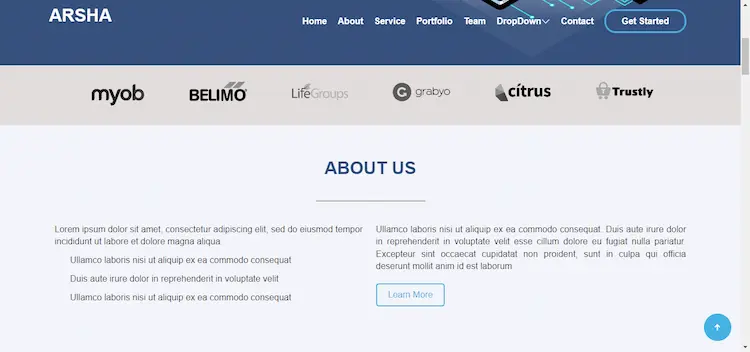 ARSHA
Home About Service Portfolio Team DropDown Contact Get Started
myob BELIMO LifeGroups grabyo cítrus Trustly
ABOUT US
Lorem ipsum dolor sit amet, consectetur adipiscing elit, sed do eiusmod tempor
incididunt ut labore et dolore magna aliqua.
Ullamco laboris nisi ut aliquip ex ea commodo consequat
Duis aute irure dolor in reprehenderit in voluptate velit
Ullamco laboris nisi ut aliquip ex ea commodo consequat
Ullamco laboris nisi ut aliquip ex ea commodo consequat. Duis aute irure dolor
in reprehenderit in voluptate velit esse cillum dolore eu fugiat nulla pariatur.
Excepteur sint occaecat cupidatat non proident, sunt in culpa qui officia
deserunt mollit anim id est laborum
Learn More